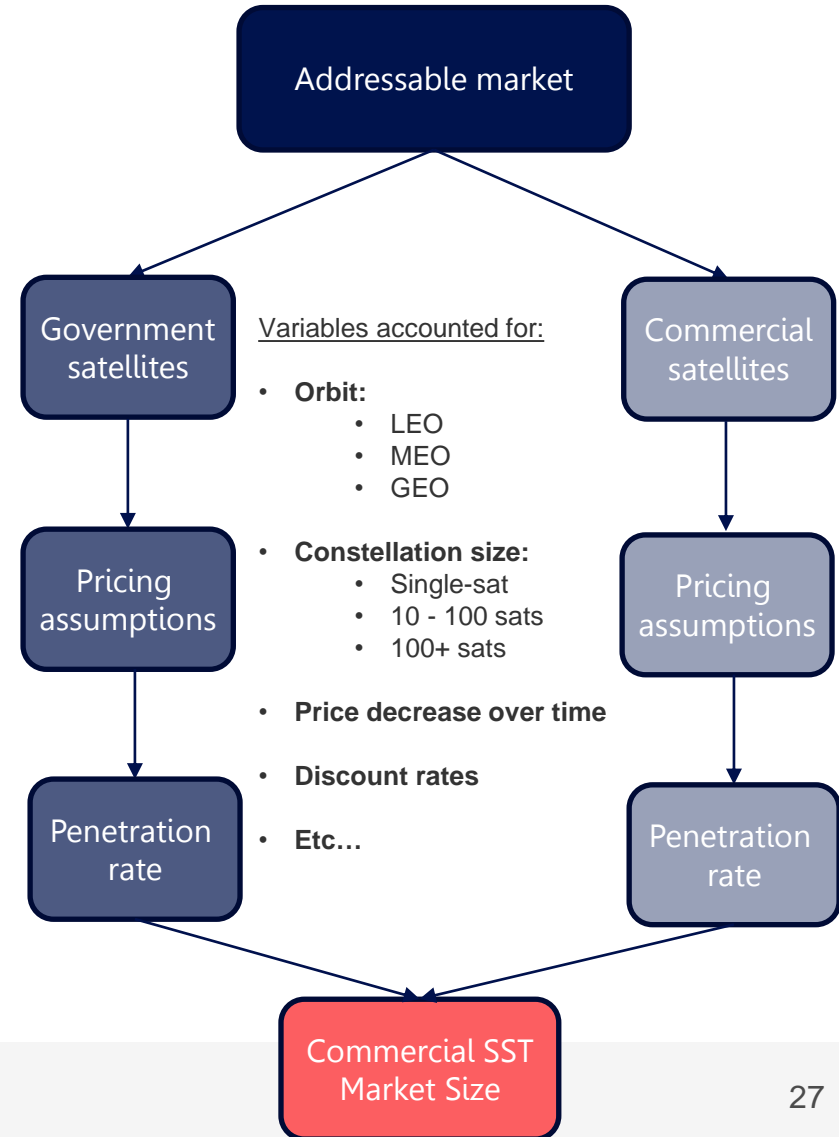 Addressable market
Government
satellites
Variables accounted for:
• Orbit:
• LEO
• MEO
• GEO
• Constellation size:
• Single-sat
• 10 - 100 sats
• 100+ sats
• Price decrease over time
• Discount rates
• Etc…
Commercial
satellites
Pricing
assumptions
Pricing
assumptions
Penetration
rate
Penetration
rate
Commercial SST
Market Size
27